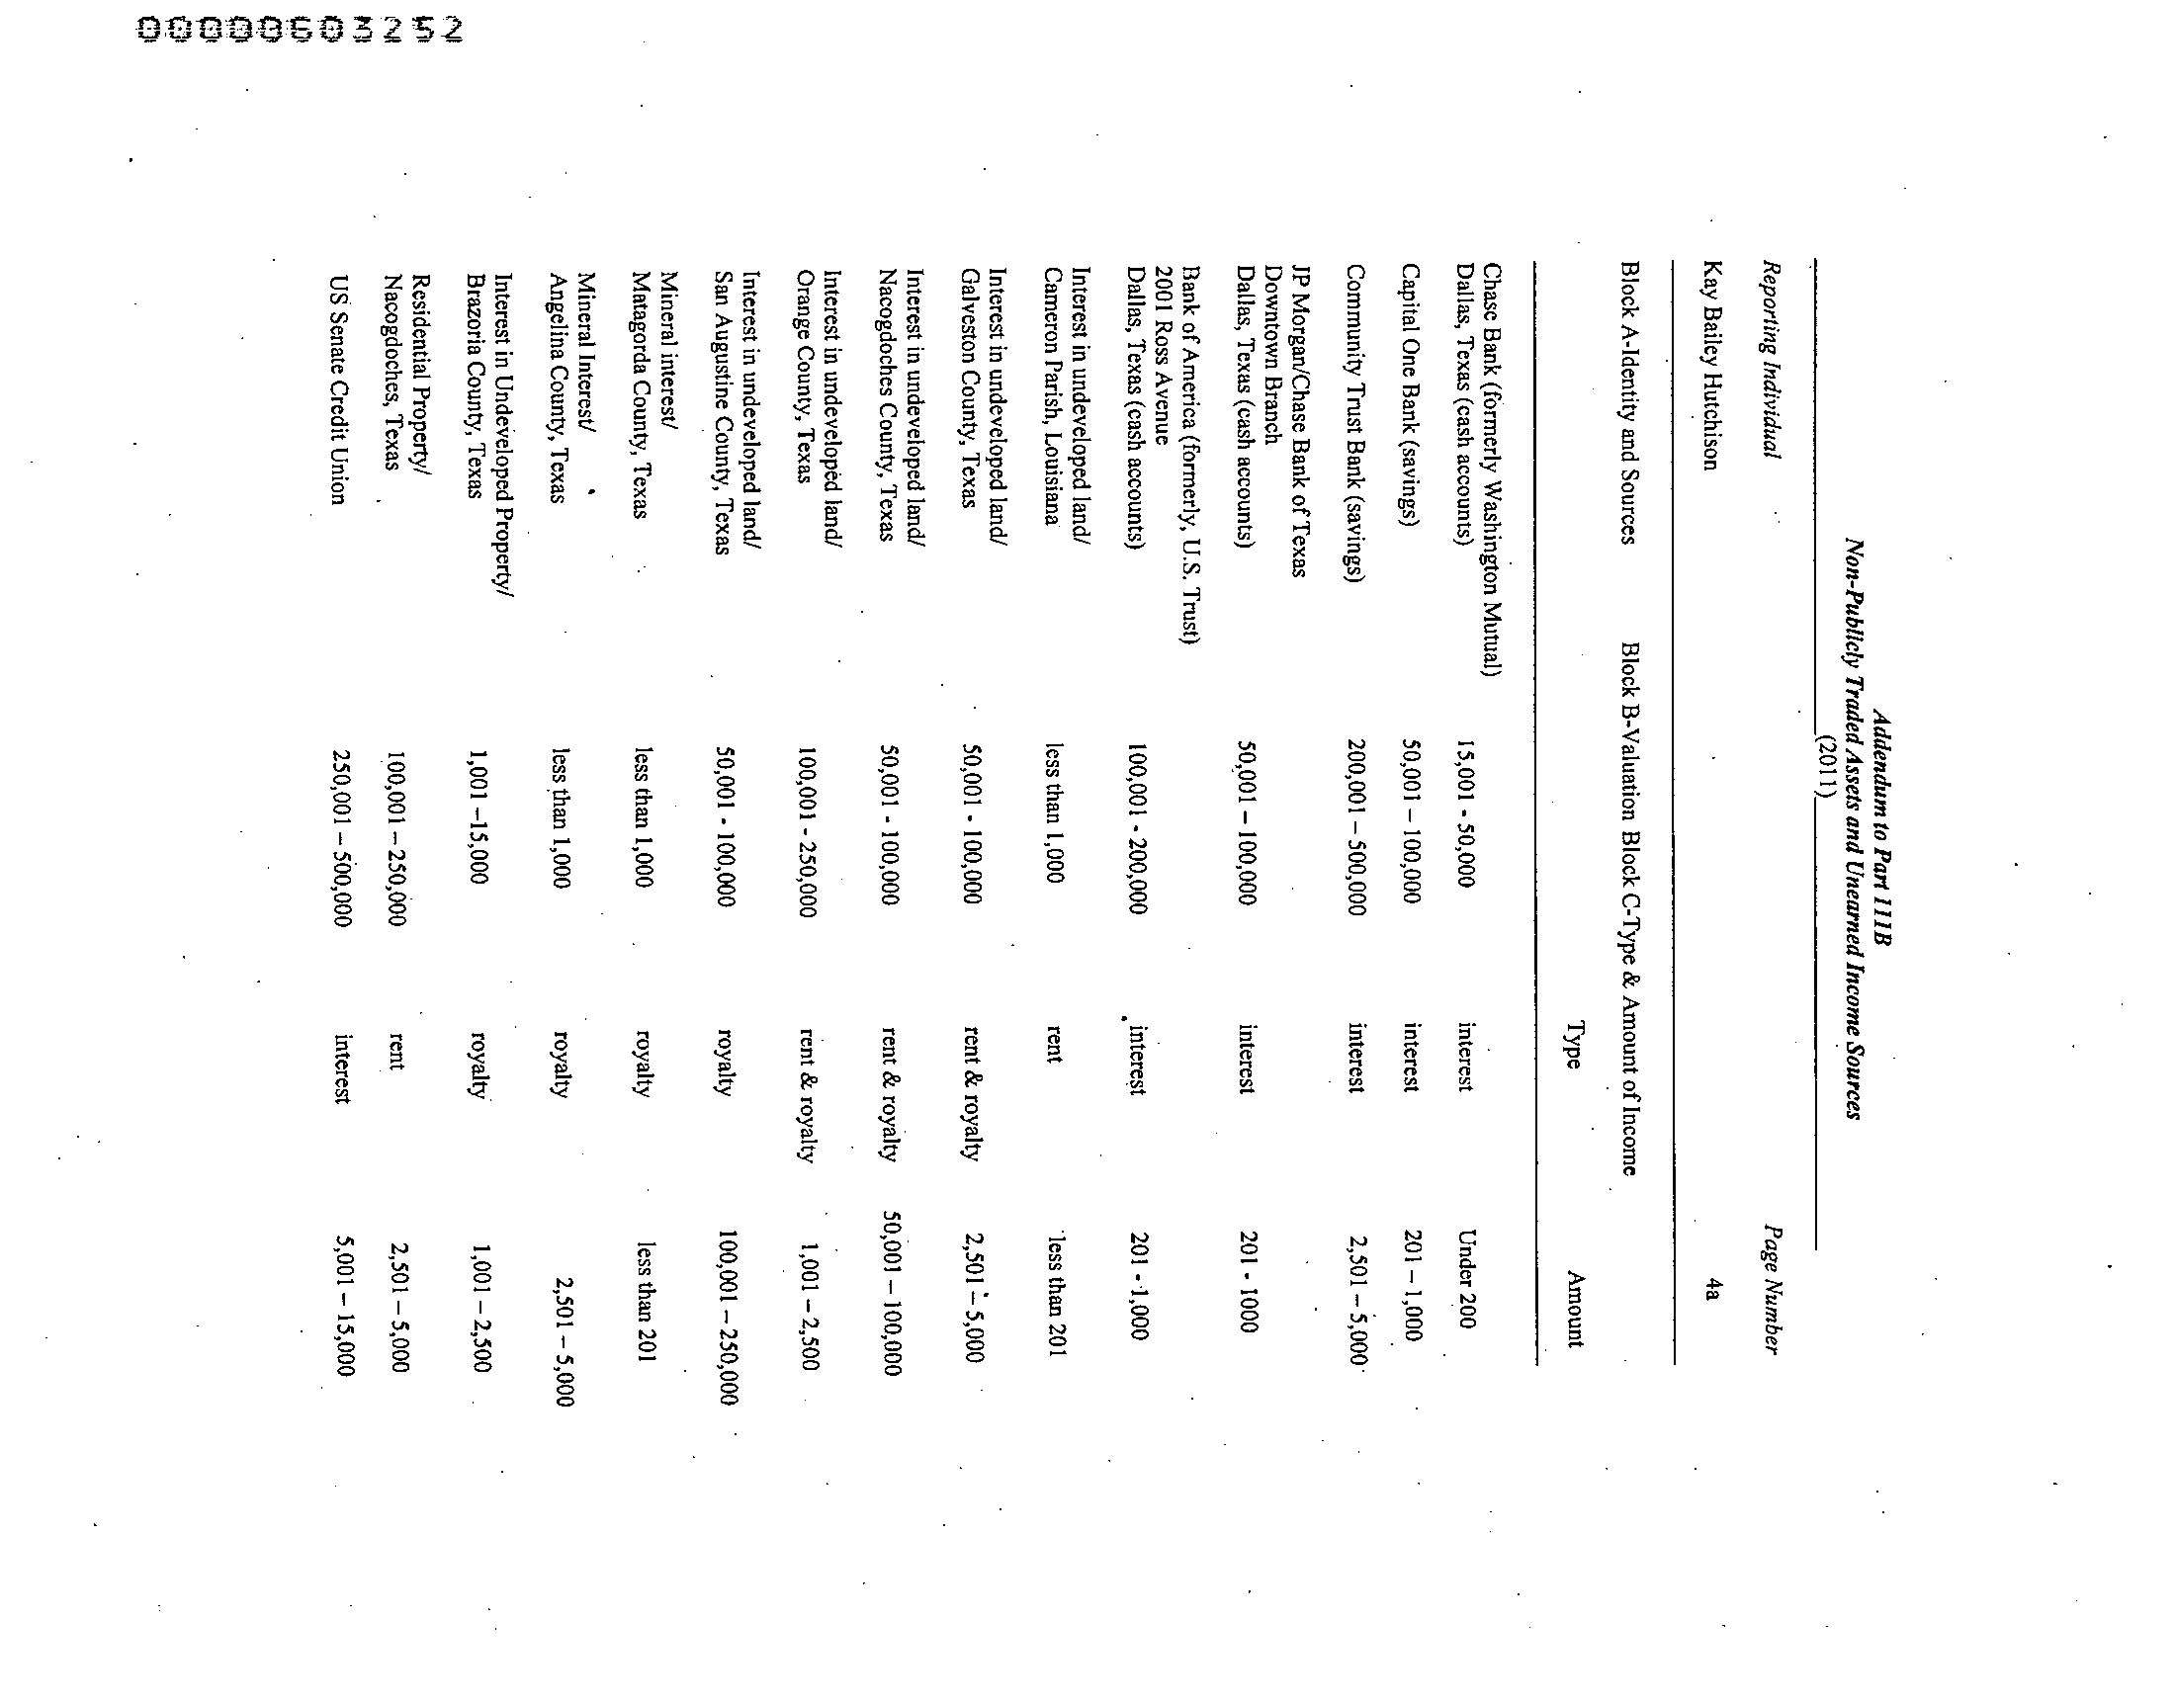 00000603252
Addendum to Part 111B
Non-Publicly Traded Assets and Unearned Income Sources
(2011)
Reporting Individual Page Number
Kay Bailey Hutchison 4a
Block A-Identity and Sources Block B-Valuation Block C-Type & Amount of Income
Type Amount
Chase Bank (formerly Washington Mutual)
Dallas, Texas (cash accounts) 15,001 - 50,000 interest Under 200
Capital One Bank (savings) 50,001 – 100,000 interest 201 – 1,000
Community Trust Bank (savings) 200,001 – 500,000 interest 2,501 – 5,000
JP Morgan/Chase Bank of Texas
Downtown Branch
Dallas, Texas (cash accounts) 50,001 – 100,000 interest 201 - 1000
Bank of America (formerly, U.S. Trust)
2001 Ross Avenue
Dallas, Texas (cash accounts) 100,001 - 200,000 interest 201 - 1,000
Interest in undeveloped land/
Cameron Parish, Louisiana less than 1,000 rent less than 201
Interest in undeveloped land/
Galveston County, Texas 50,001 - 100,000 rent & royalty 2,501 – 5,000
Interest in undeveloped land/
Nacogdoches County, Texas 50,001 - 100,000 rent & royalty 50,001 – 100,000
Interest in undeveloped land/
Orange County, Texas 100,001 - 250,000 rent & royalty 1,001 – 2,500
Interest in undeveloped land/
San Augustine County, Texas 50,001 - 100,000 royalty 100,001 – 250,000
Mineral interest/
Matagorda County, Texas less than 1,000 royalty less than 201
Mineral Interest/
Angelina County, Texas less than 1,000 royalty 2,501 – 5,000
Interest in Undeveloped Property/
Brazoria County, Texas 1,001 –15,000 royalty 1,001 – 2,500
Residential Property/
Nacogdoches, Texas 100,001 – 250,000 rent 2,501 – 5,000
US Senate Credit Union 250,001 – 500,000 interest 5,001 – 15,000